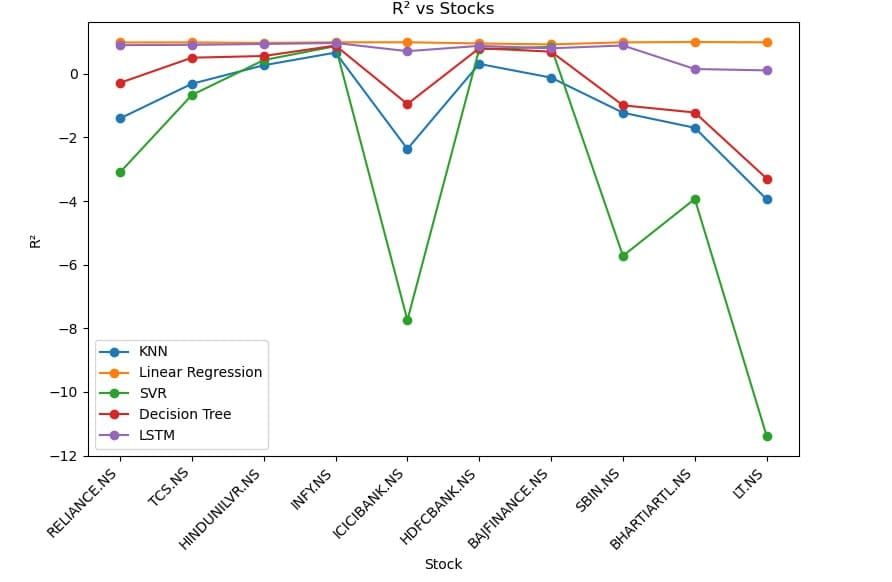 R² vs Stocks
R²
0
−2
−4
−6
−8
−10
−12
KNN
Linear Regression
SVR
Decision Tree
LSTM
RELIANCE.NS
TCS.NS
HINDUNILVR.NS
INFY.NS
ICICIBANK.NS
HDFCBANK.NS
BAJFINANCE.NS
SBIN.NS
BHARTIARTL.NS
LT.NS
Stock